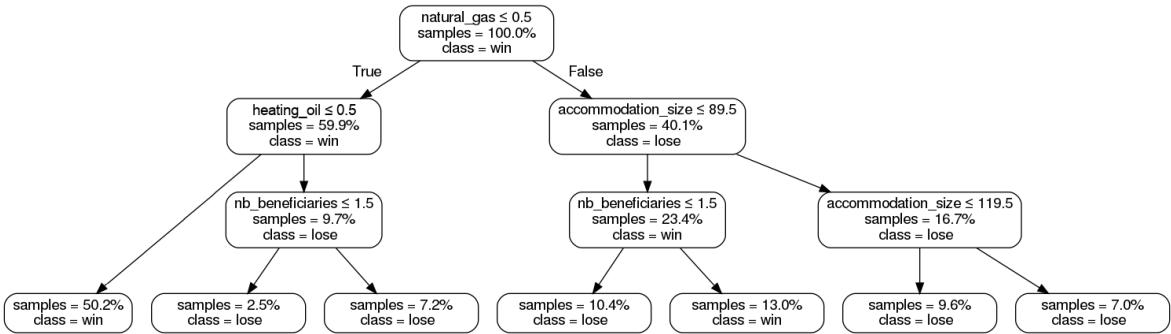 natural_gas ≤ 0.5
samples = 100.0%
class = win
True
False
heating_oil ≤ 0.5
samples = 59.9%
class = win
accommodation_size ≤ 89.5
samples = 40.1%
class = lose
nb_beneficiaries ≤ 1.5
samples = 9.7%
class = lose
nb_beneficiaries ≤ 1.5
samples = 23.4%
class = win
accommodation_size ≤ 119.5
samples = 16.7%
class = lose
samples = 50.2%
class = win
samples = 2.5%
class = lose
samples = 7.2%
class = lose
samples = 10.4%
class = lose
samples = 13.0%
class = win
samples = 9.6%
class = lose
samples = 7.0%
class = lose